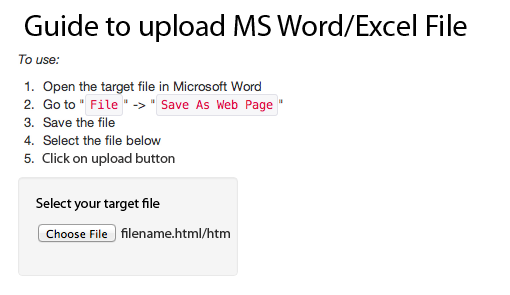 Guide to upload MS Word/Excel File
To use:
1. Open the target file in Microsoft Word
2. Go to "File" -> "Save As Web Page"
3. Save the file
4. Select the file below
5. Click on upload button
Select your target file
Choose File filename.html/htm